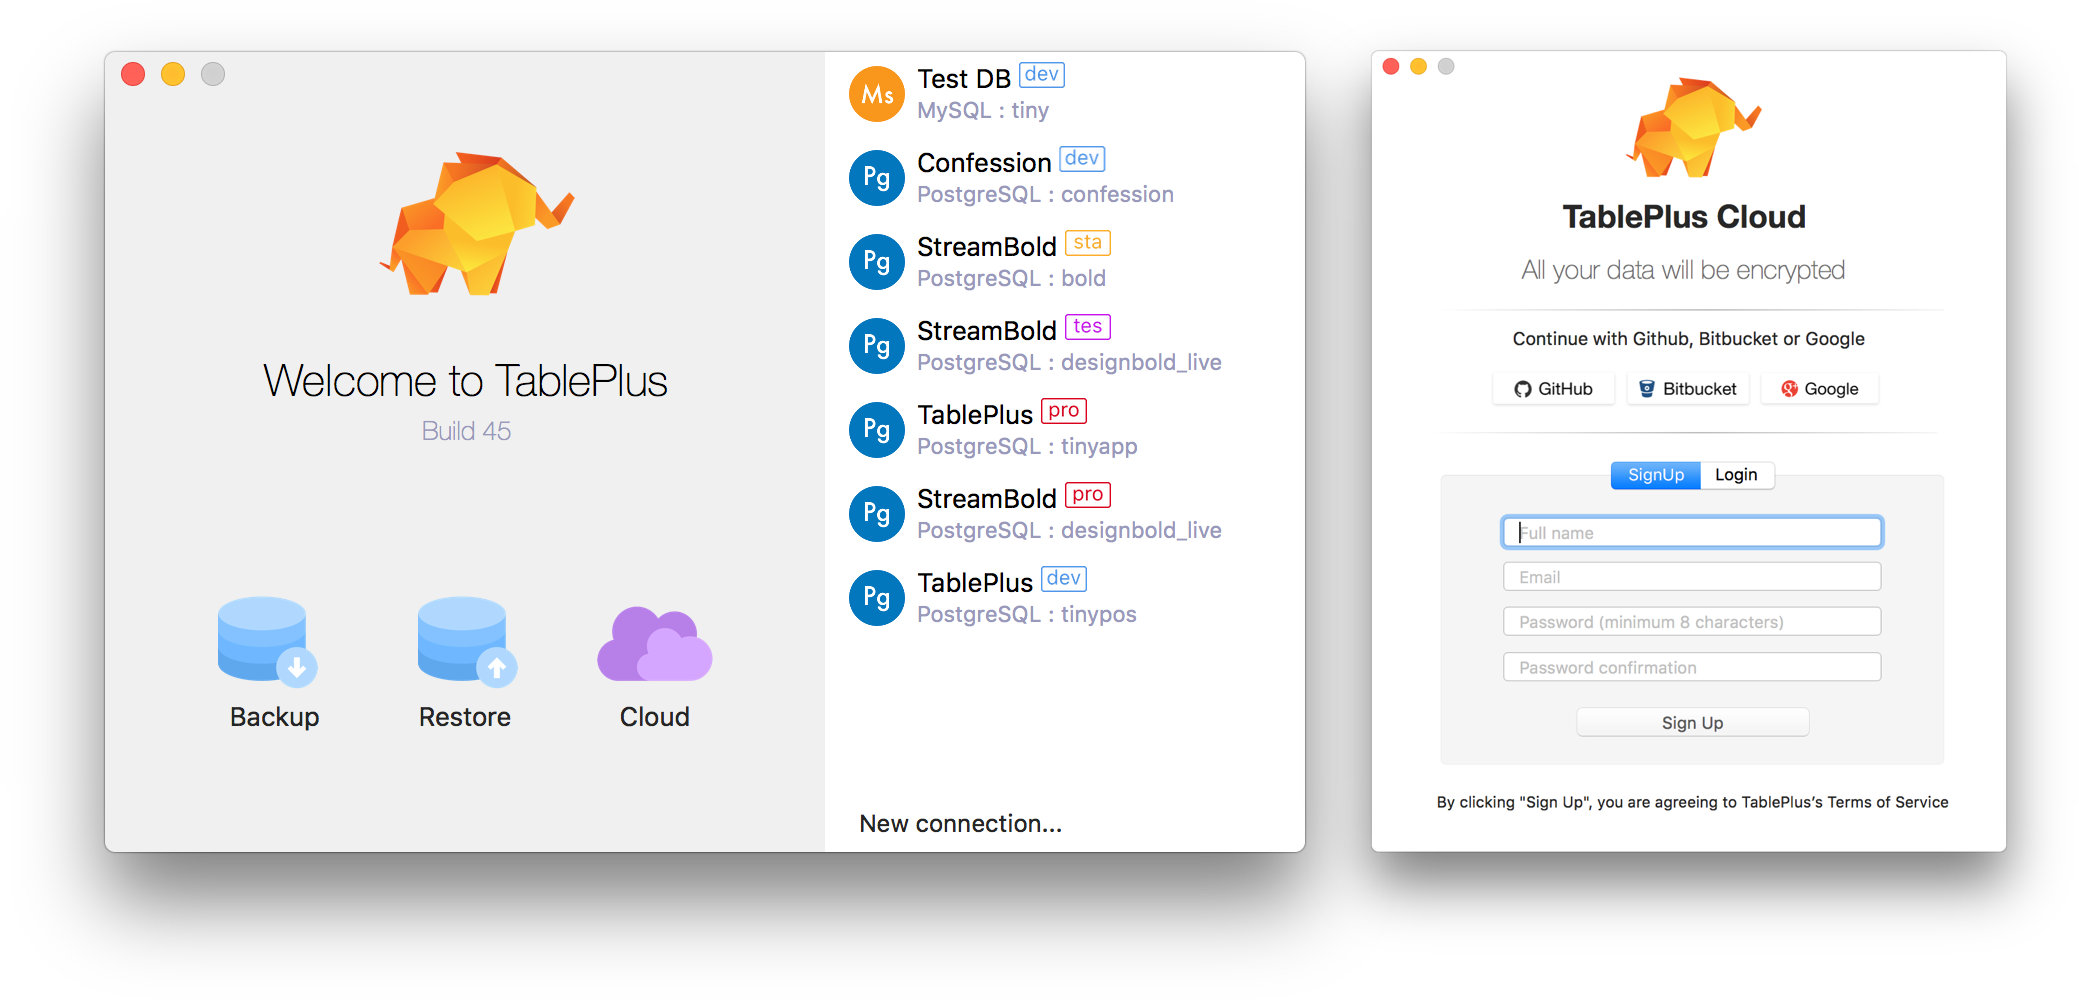 Welcome to TablePlus
Build 45
Backup
Restore
Cloud
Ms
Test DB dev
MySQL : tiny
Pg
Confession dev
PostgreSQL : confession
Pg
StreamBold sta
PostgreSQL : bold
Pg
StreamBold tes
PostgreSQL : designbold_live
Pg
TablePlus pro
PostgreSQL : tinyapp
Pg
StreamBold pro
PostgreSQL : designbold_live
Pg
TablePlus dev
PostgreSQL : tinypos
New connection...
TablePlus Cloud
All your data will be encrypted
Continue with Github, Bitbucket or Google
GitHub Bitbucket Google
SignUp Login
Full name
Email
Password (minimum 8 characters)
Password confirmation
Sign Up
By clicking "Sign Up", you are agreeing to TablePlus’s Terms of Service